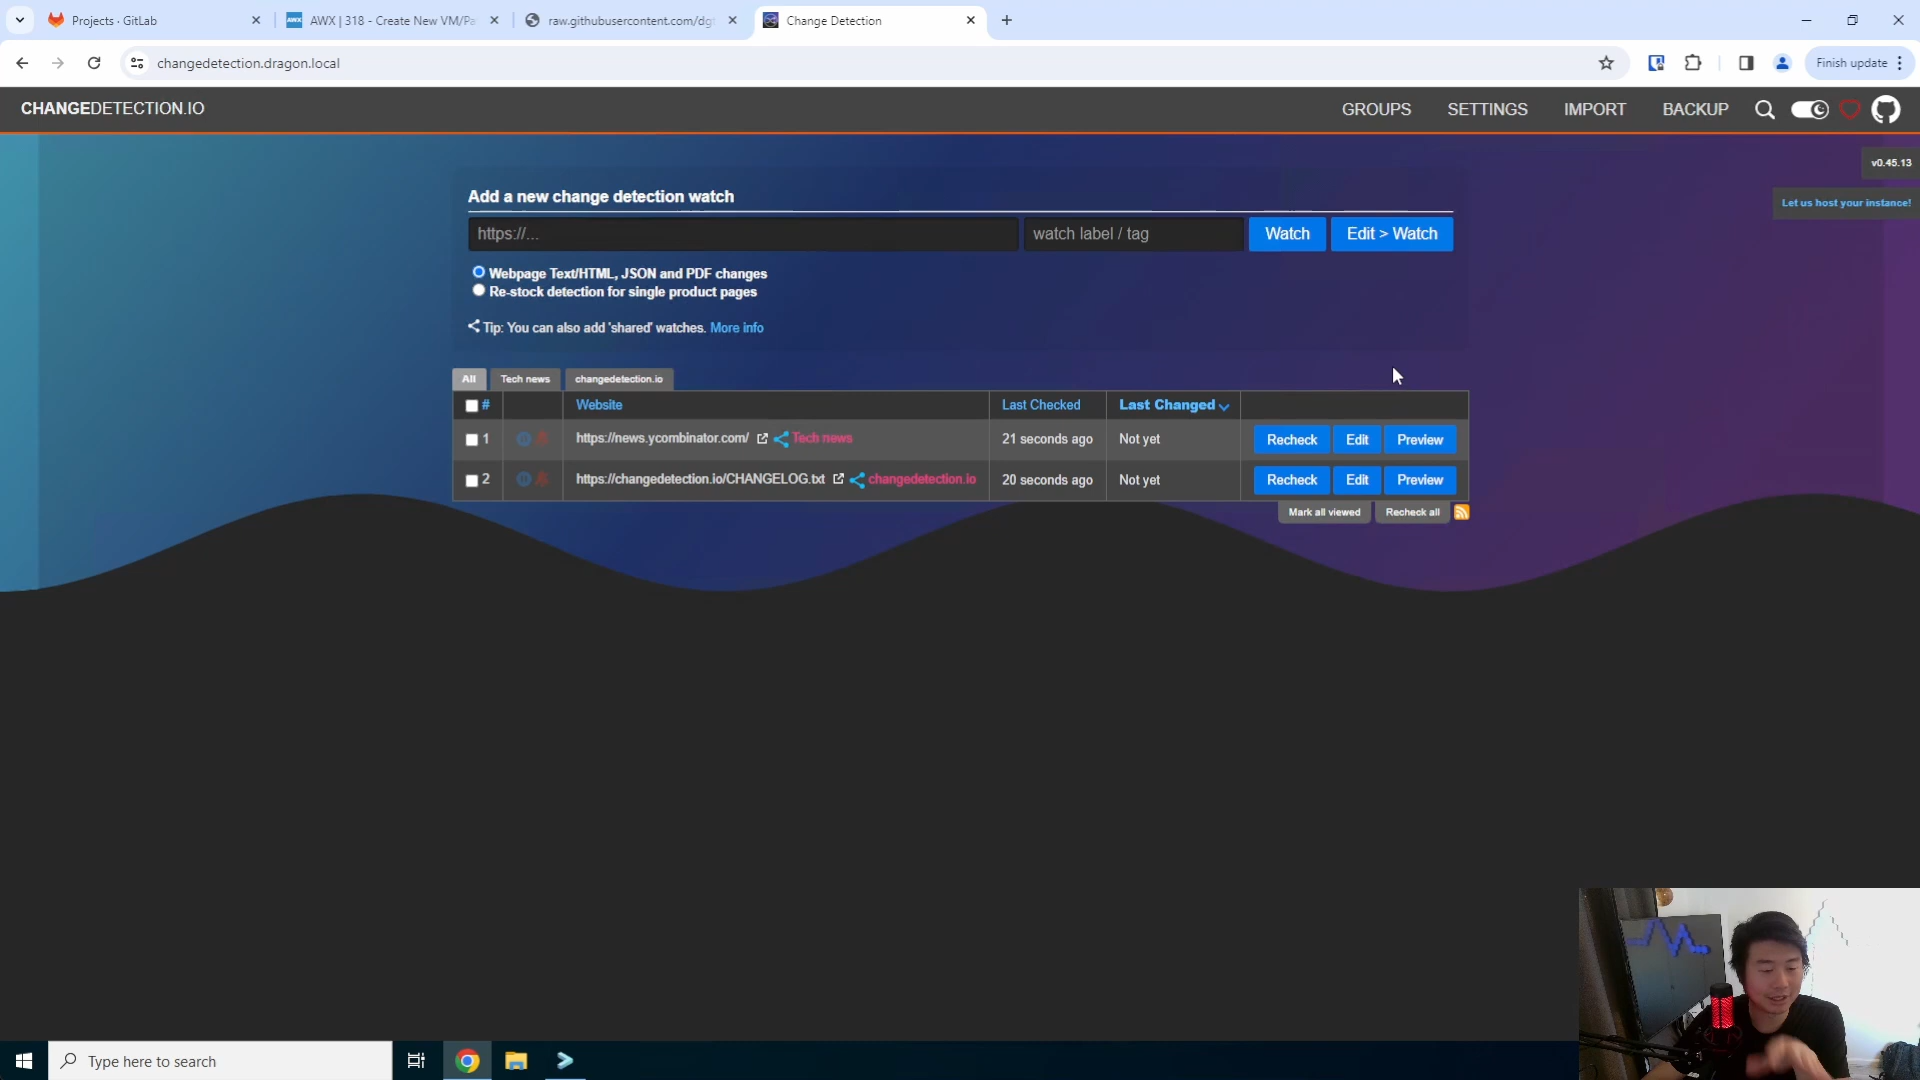 Projects · GitLab
AWX | 318 - Create New VM/Pa
raw.githubusercontent.com/dg
Change Detection
changedetection.dragon.local
Finish update
CHANGEDETECTION.IO
GROUPS
SETTINGS
IMPORT
BACKUP
v0.45.13
Let us host your instance!
Add a new change detection watch
https://...
watch label / tag
Watch
Edit > Watch
Webpage Text/HTML, JSON and PDF changes
Re-stock detection for single product pages
Tip: You can also add 'shared' watches. More info
All
Tech news
changedetection.io
# Website Last Checked Last Changed
1 https://news.ycombinator.com/ Tech news 21 seconds ago Not yet Recheck Edit Preview
2 https://changedetection.io/CHANGELOG.txt changedetection.io 20 seconds ago Not yet Recheck Edit Preview
Mark all viewed
Recheck all
Type here to search